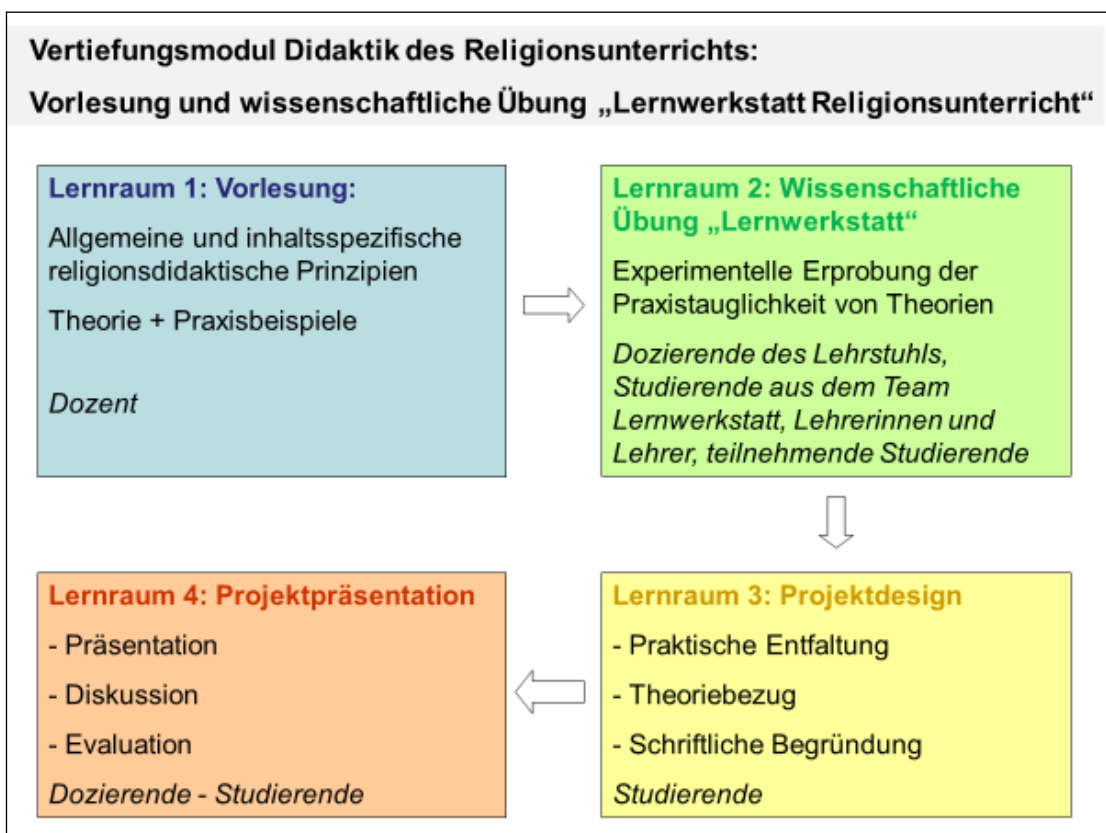 Vertiefungsmodul Didaktik des Religionsunterrichts:
Vorlesung und wissenschaftliche Übung „Lernwerkstatt Religionsunterricht“
Lernraum 1: Vorlesung:
Allgemeine und inhaltsspezifische
religionsdidaktische Prinzipien
Theorie + Praxisbeispiele
Dozent
Lernraum 2: Wissenschaftliche
Übung „Lernwerkstatt“
Experimentelle Erprobung der
Praxistauglichkeit von Theorien
Dozierende des Lehrstuhls,
Studierende aus dem Team
Lernwerkstatt, Lehrerinnen und
Lehrer, teilnehmende Studierende
Lernraum 3: Projektdesign
- Praktische Entfaltung
- Theoriebezug
- Schriftliche Begründung
Studierende
Lernraum 4: Projektpräsentation
- Präsentation
- Diskussion
- Evaluation
Dozierende - Studierende